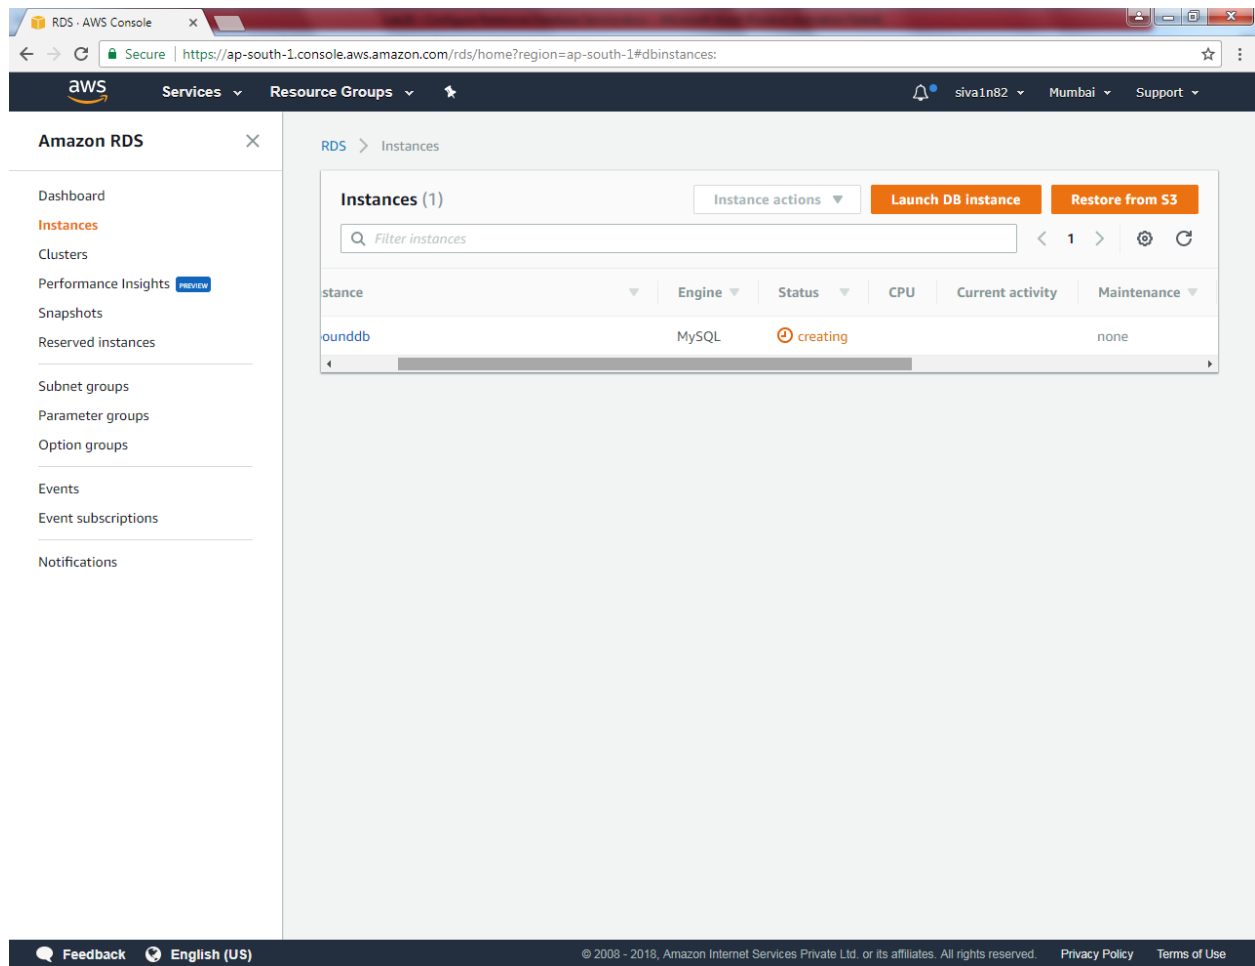 RDS · AWS Console
Secure https://ap-south-1.console.aws.amazon.com/rds/home?region=ap-south-1#dbinstances:
aws Services Resource Groups siva1n82 Mumbai Support
Amazon RDS
Dashboard
Instances
Clusters
Performance Insights PREVIEW
Snapshots
Reserved instances
Subnet groups
Parameter groups
Option groups
Events
Event subscriptions
Notifications
RDS > Instances
Instances (1) Instance actions Launch DB instance Restore from S3
Filter instances 1
stance Engine Status CPU Current activity Maintenance
ounddb MySQL creating none
Feedback English (US) © 2008 - 2018, Amazon Internet Services Private Ltd. or its affiliates. All rights reserved. Privacy Policy Terms of Use